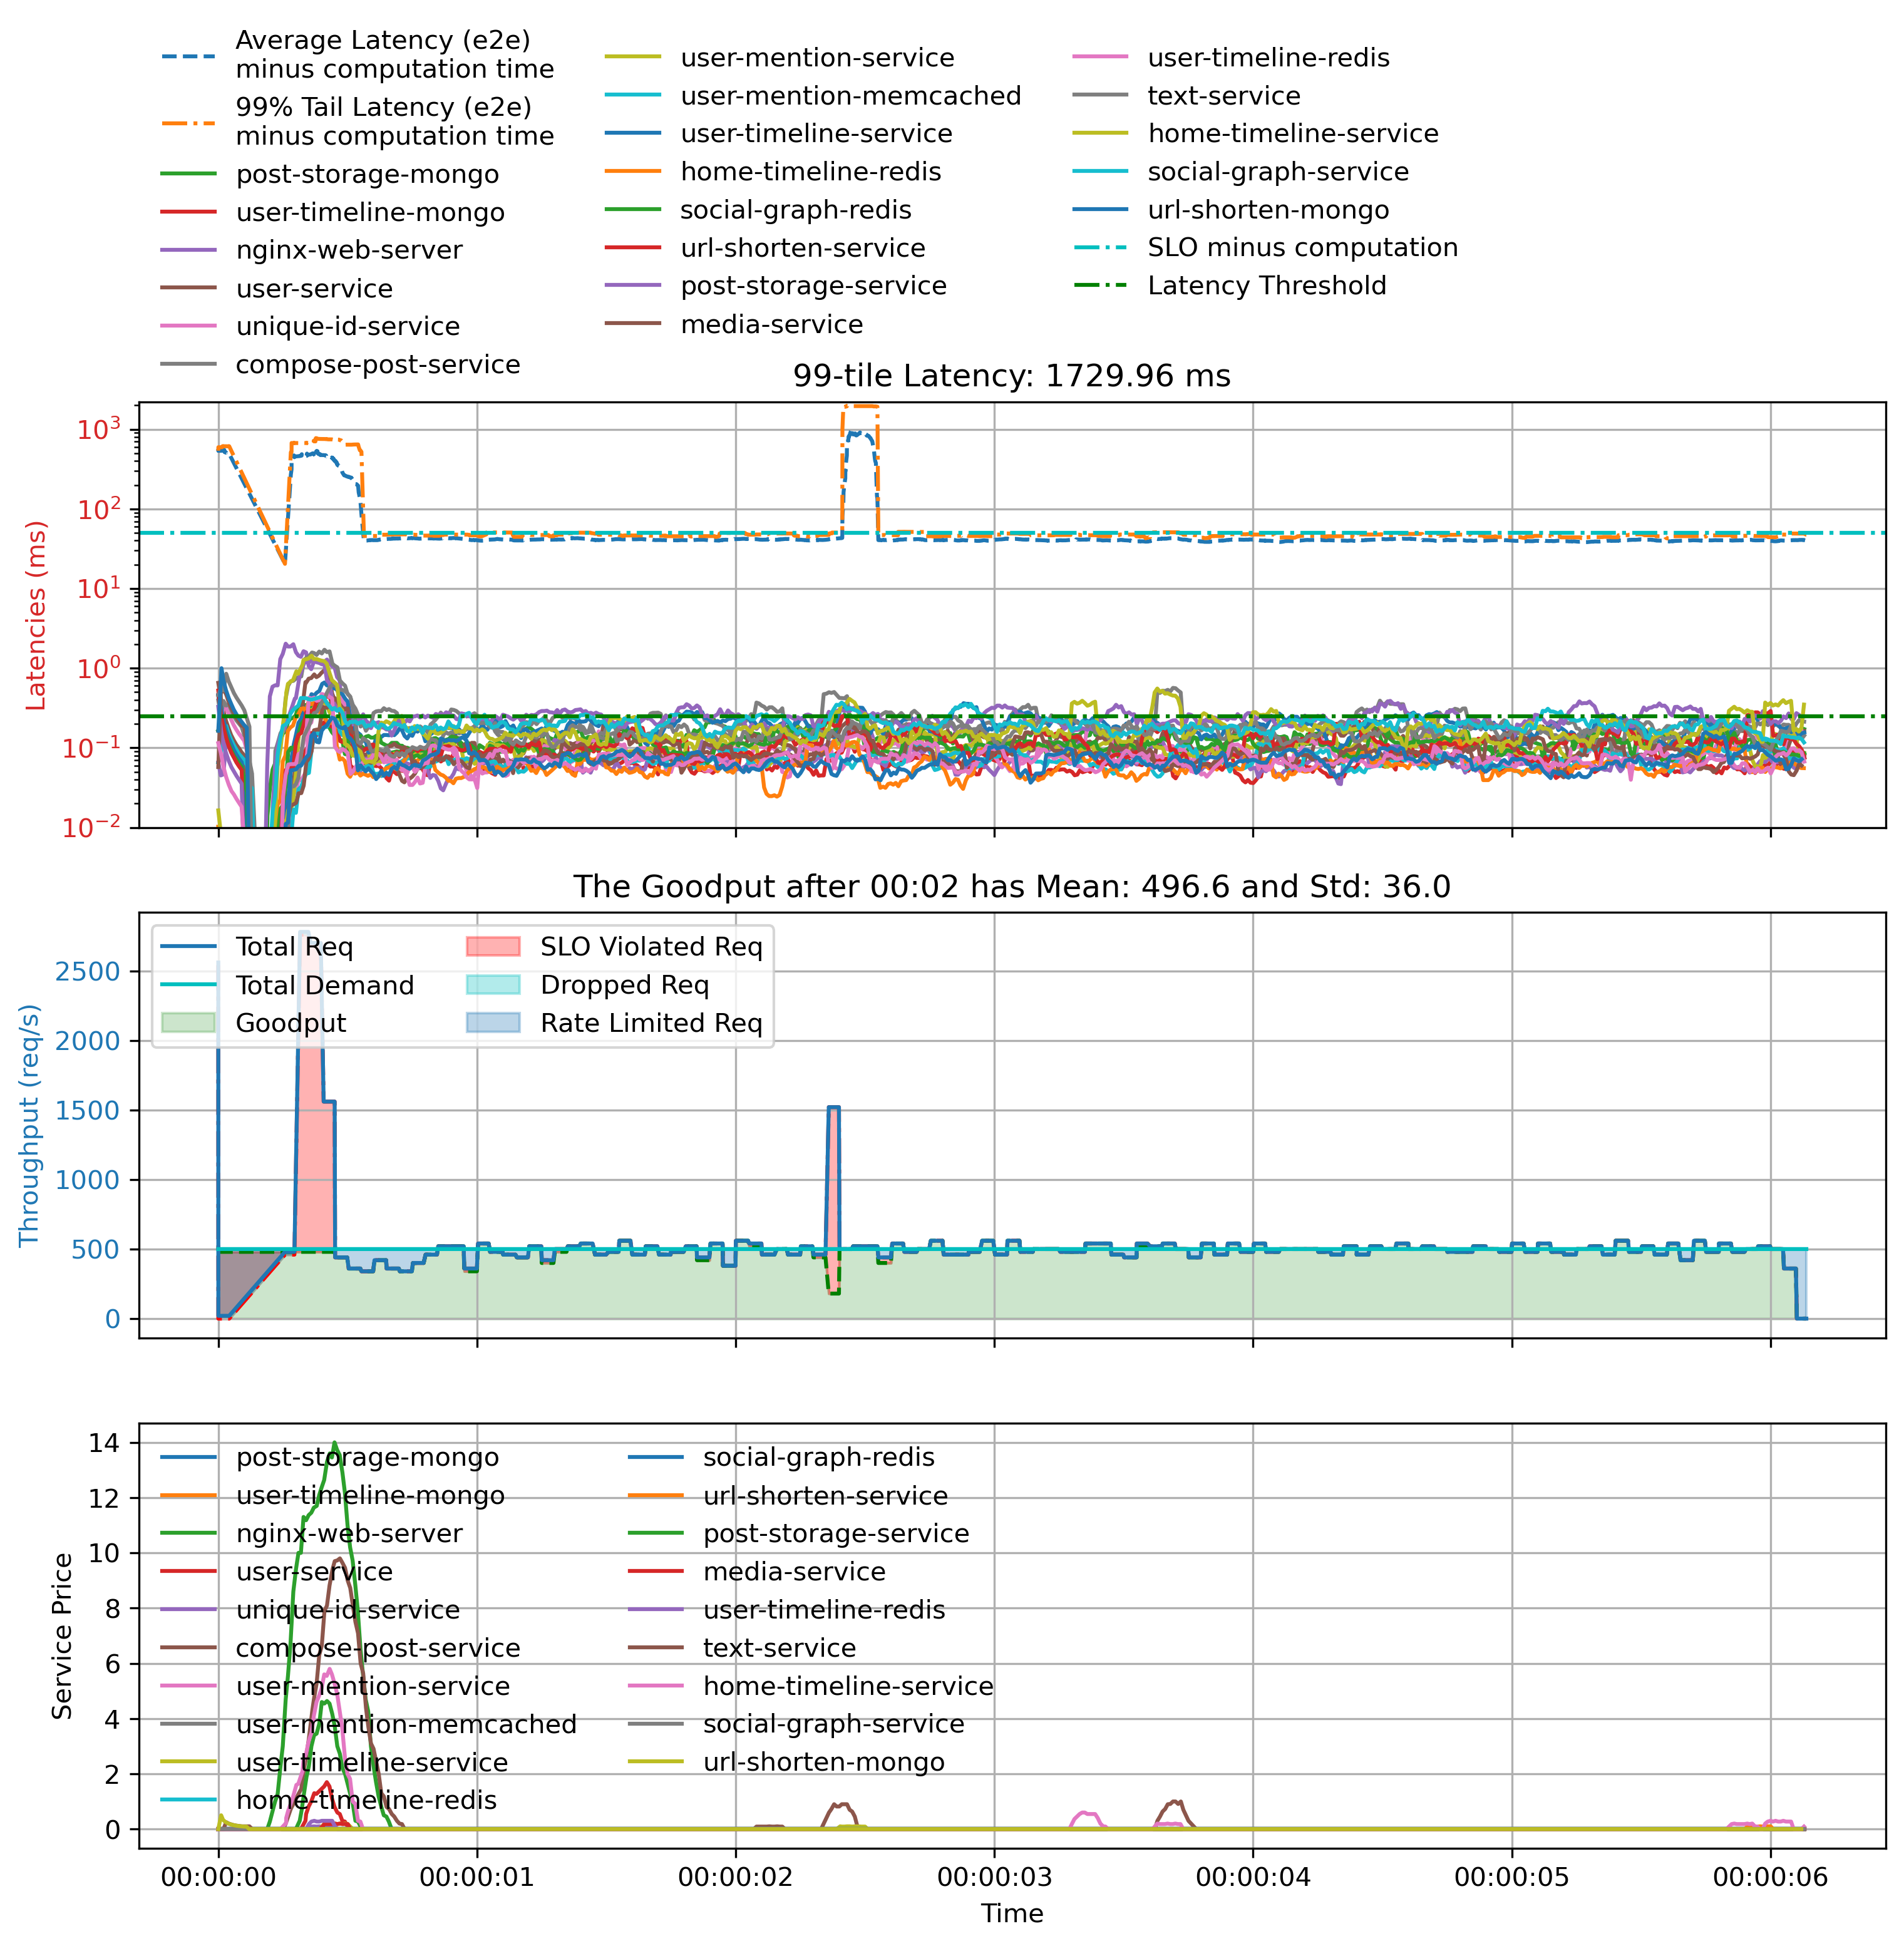 Average Latency (e2e)
minus computation time
99% Tail Latency (e2e)
minus computation time
post-storage-mongo
user-timeline-mongo
nginx-web-server
user-service
unique-id-service
compose-post-service
user-mention-service
user-mention-memcached
user-timeline-service
home-timeline-redis
social-graph-redis
url-shorten-service
post-storage-service
media-service
user-timeline-redis
text-service
home-timeline-service
social-graph-service
url-shorten-mongo
SLO minus computation
Latency Threshold
99-tile Latency: 1729.96 ms
Latencies (ms)
10³
10²
10¹
10⁰
10⁻¹
10⁻²
The Goodput after 00:02 has Mean: 496.6 and Std: 36.0
Throughput (req/s)
2500
2000
1500
1000
500
0
Total Req
Total Demand
Goodput
SLO Violated Req
Dropped Req
Rate Limited Req
Service Price
14
12
10
8
6
4
2
0
post-storage-mongo
user-timeline-mongo
nginx-web-server
user-service
unique-id-service
compose-post-service
user-mention-service
user-mention-memcached
user-timeline-service
home-timeline-redis
social-graph-redis
url-shorten-service
post-storage-service
media-service
user-timeline-redis
text-service
home-timeline-service
social-graph-service
url-shorten-mongo
00:00:00 00:00:01 00:00:02 00:00:03 00:00:04 00:00:05 00:00:06
Time